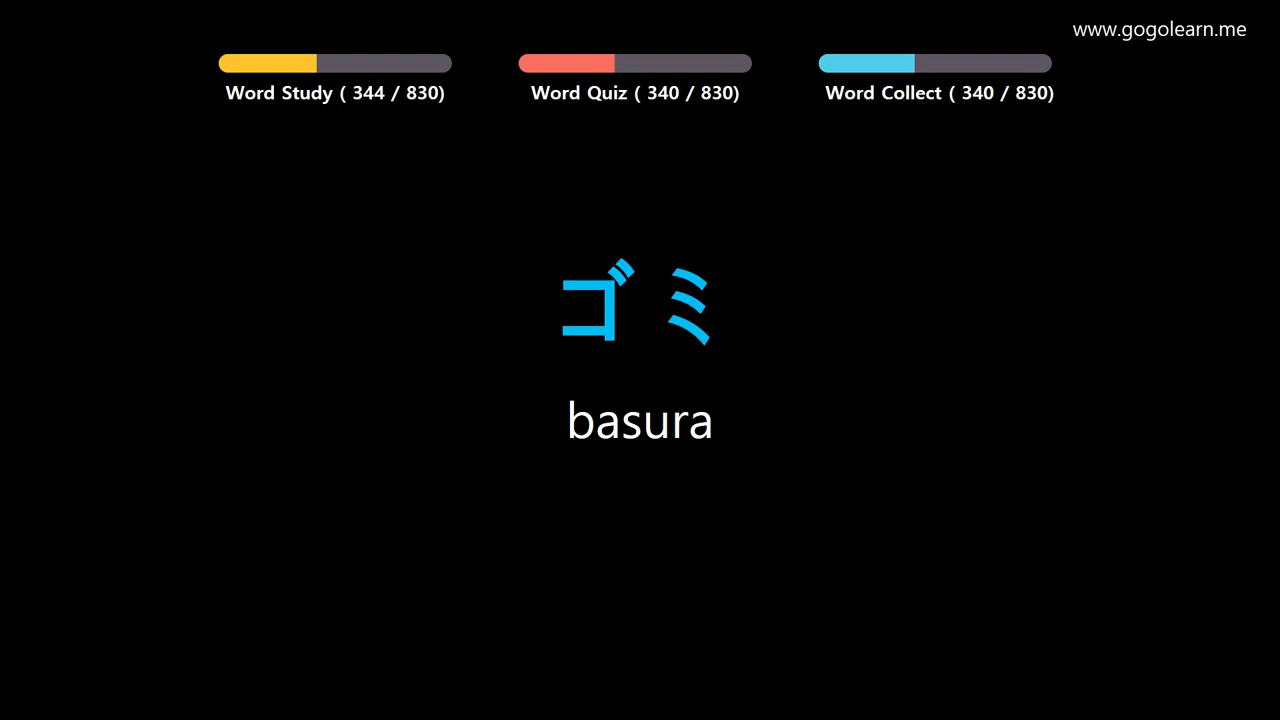 www.gogolearn.me
Word Study ( 344 / 830)
Word Quiz ( 340 / 830)
Word Collect ( 340 / 830)
ゴミ
basura